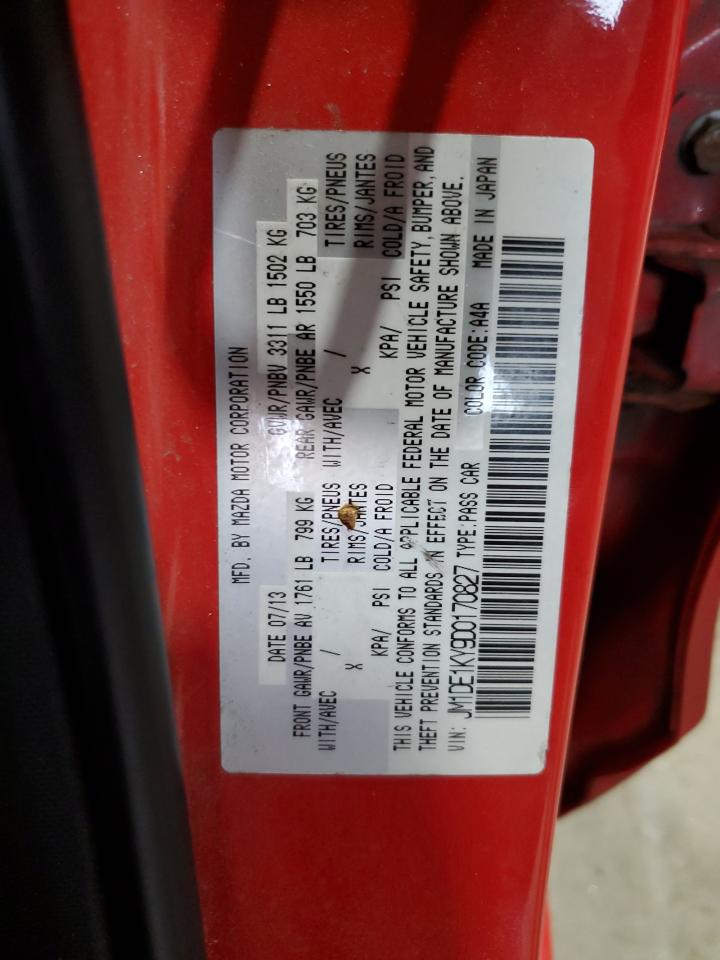 MFD. BY MAZDA MOTOR CORPORATION
DATE 07/13 GVWR/PNBV 3311 LB 1502 KG
FRONT GAWR/PNBE AV 1761 LB 799 KG REAR GAWR/PNBE AR 1550 LB 703 KG
WITH/AVEC / TIRES/PNEUS WITH/AVEC / TIRES/PNEUS
X RIMS/JANTES X RIMS/JANTES
KPA/ PSI COLD/A FROID KPA/ PSI COLD/A FROID
THIS VEHICLE CONFORMS TO ALL APPLICABLE FEDERAL MOTOR VEHICLE SAFETY, BUMPER, AND
THEFT PREVENTION STANDARDS IN EFFECT ON THE DATE OF MANUFACTURE SHOWN ABOVE.
VIN: JM1DE1KY9D0170827 TYPE:PASS CAR COLOR CODE:A4A MADE IN JAPAN